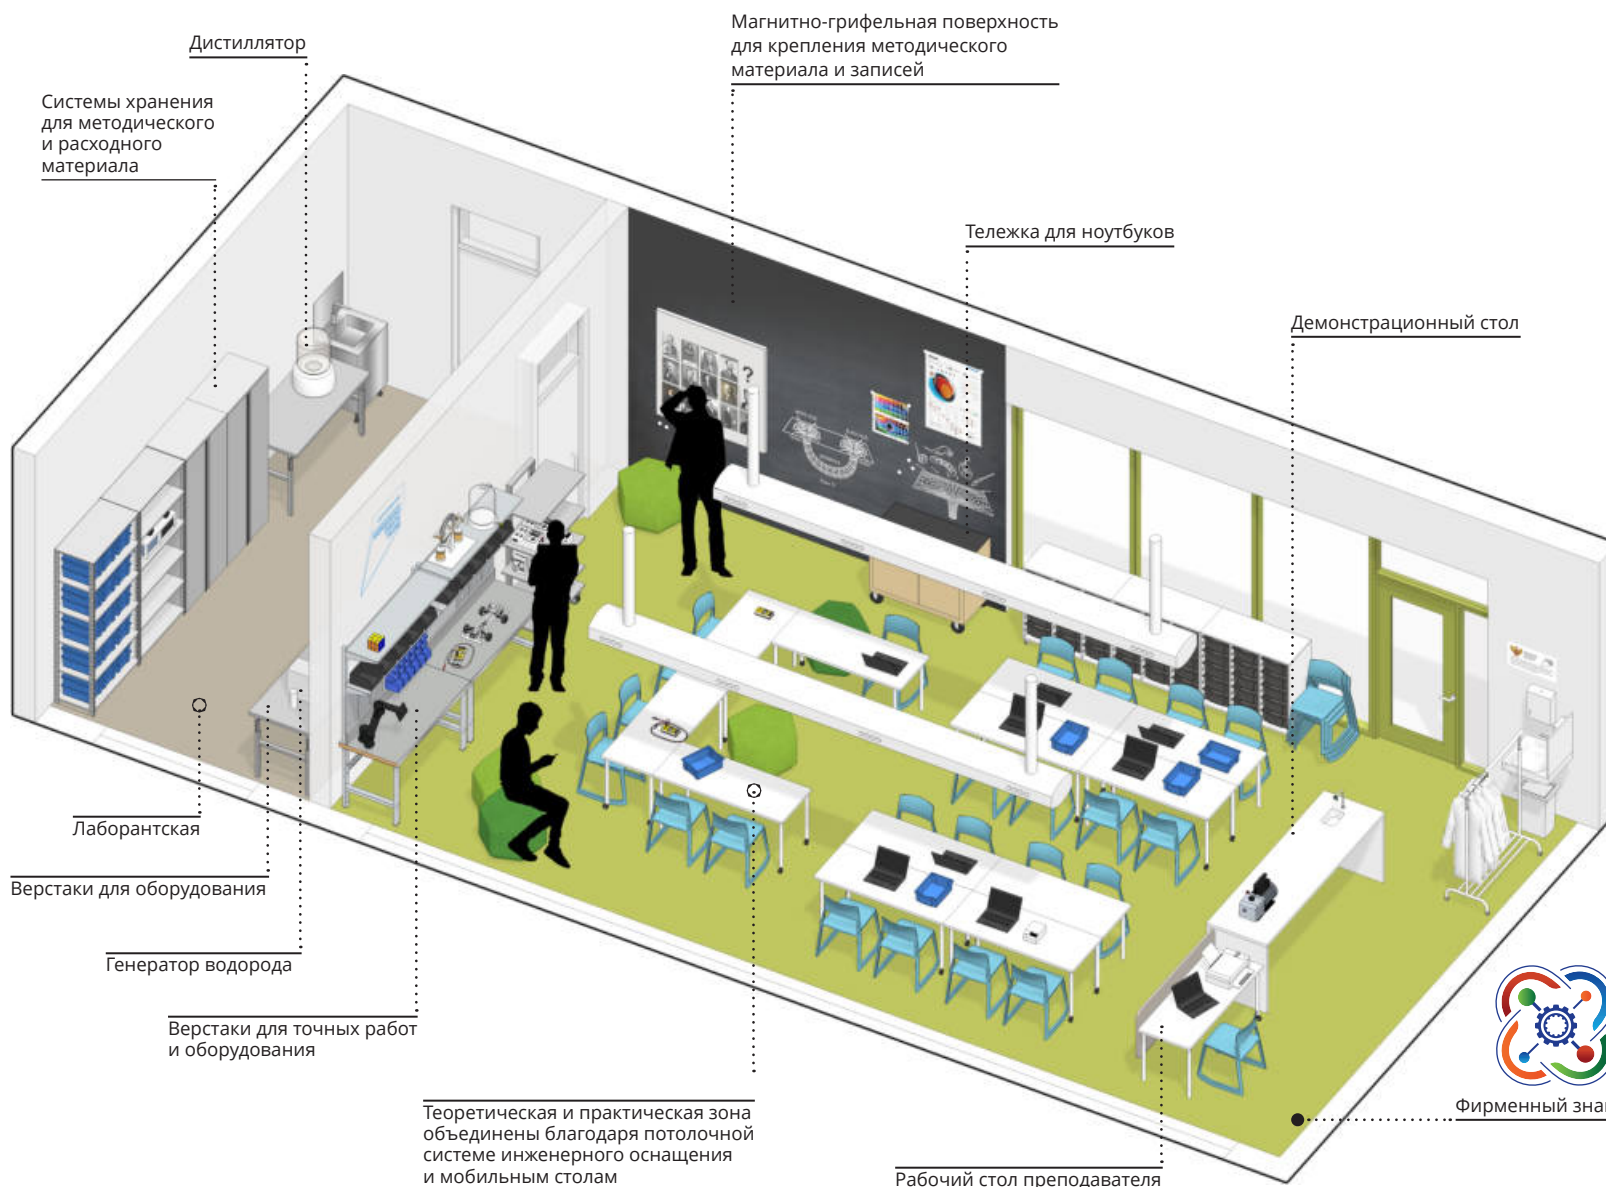 Дистиллятор
Магнитно-грифельная поверхность
для крепления методического
материала и записей
Системы хранения
для методического
и расходного
материала
Тележка для ноутбуков
Демонстрационный стол
?
Лаборантская
Верстаки для оборудования
Генератор водорода
Верстаки для точных работ
и оборудования
Теоретическая и практическая зона
объединены благодаря потолочной
системе инженерного оснащения
и мобильным столам
Рабочий стол преподавателя
Фирменный зна